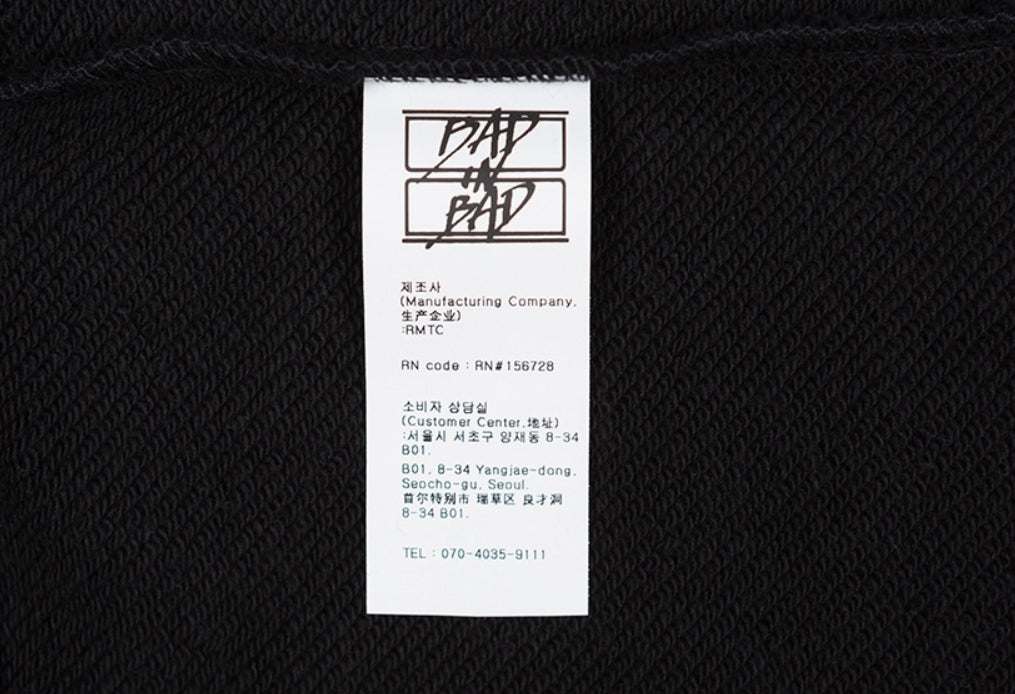 BAD
IN
BAD
제조사
(Manufacturing Company.
生产企业)
:RMTC
RN code : RN#156728
소비자 상담실
(Customer Center.地址)
:서울시 서초구 양재동 8-34
B01.
B01. 8-34 Yangjae-dong.
Seocho-gu. Seoul.
首尔特别市 瑞草区 良才洞
8-34 B01.
TEL : 070-4035-9111